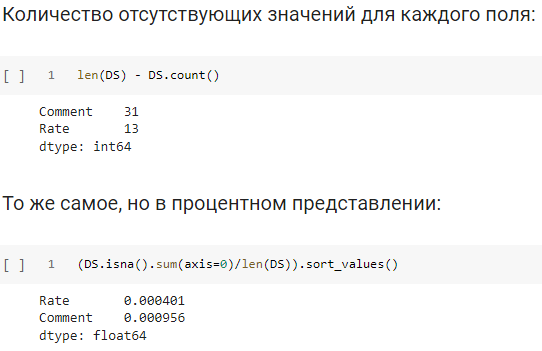 Количество отсутствующих значений для каждого поля:
[ ] 1 len(DS) - DS.count()
Comment 31
Rate 13
dtype: int64
То же самое, но в процентном представлении:
[ ] 1 (DS.isna().sum(axis=0)/len(DS)).sort_values()
Rate 0.000401
Comment 0.000956
dtype: float64